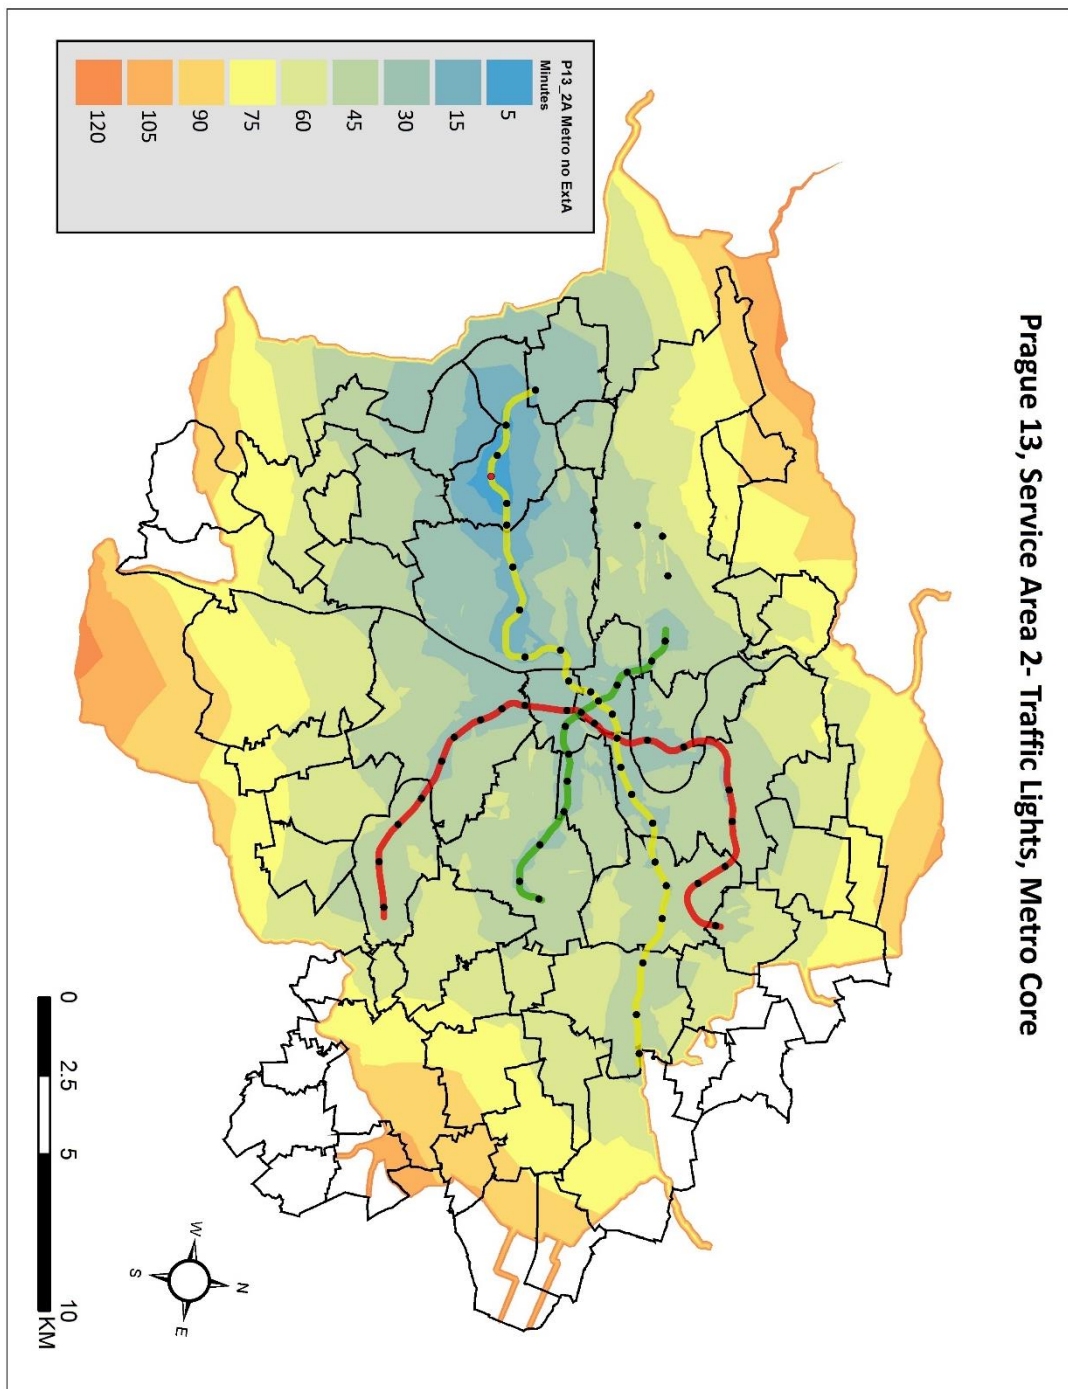 Prague 13, Service Area 2- Traffic Lights, Metro Core
P13_2A Metro no ExtA
Minutes
5
15
30
45
60
75
90
105
120
0 2.5 5 10
KM
N
E
S
W